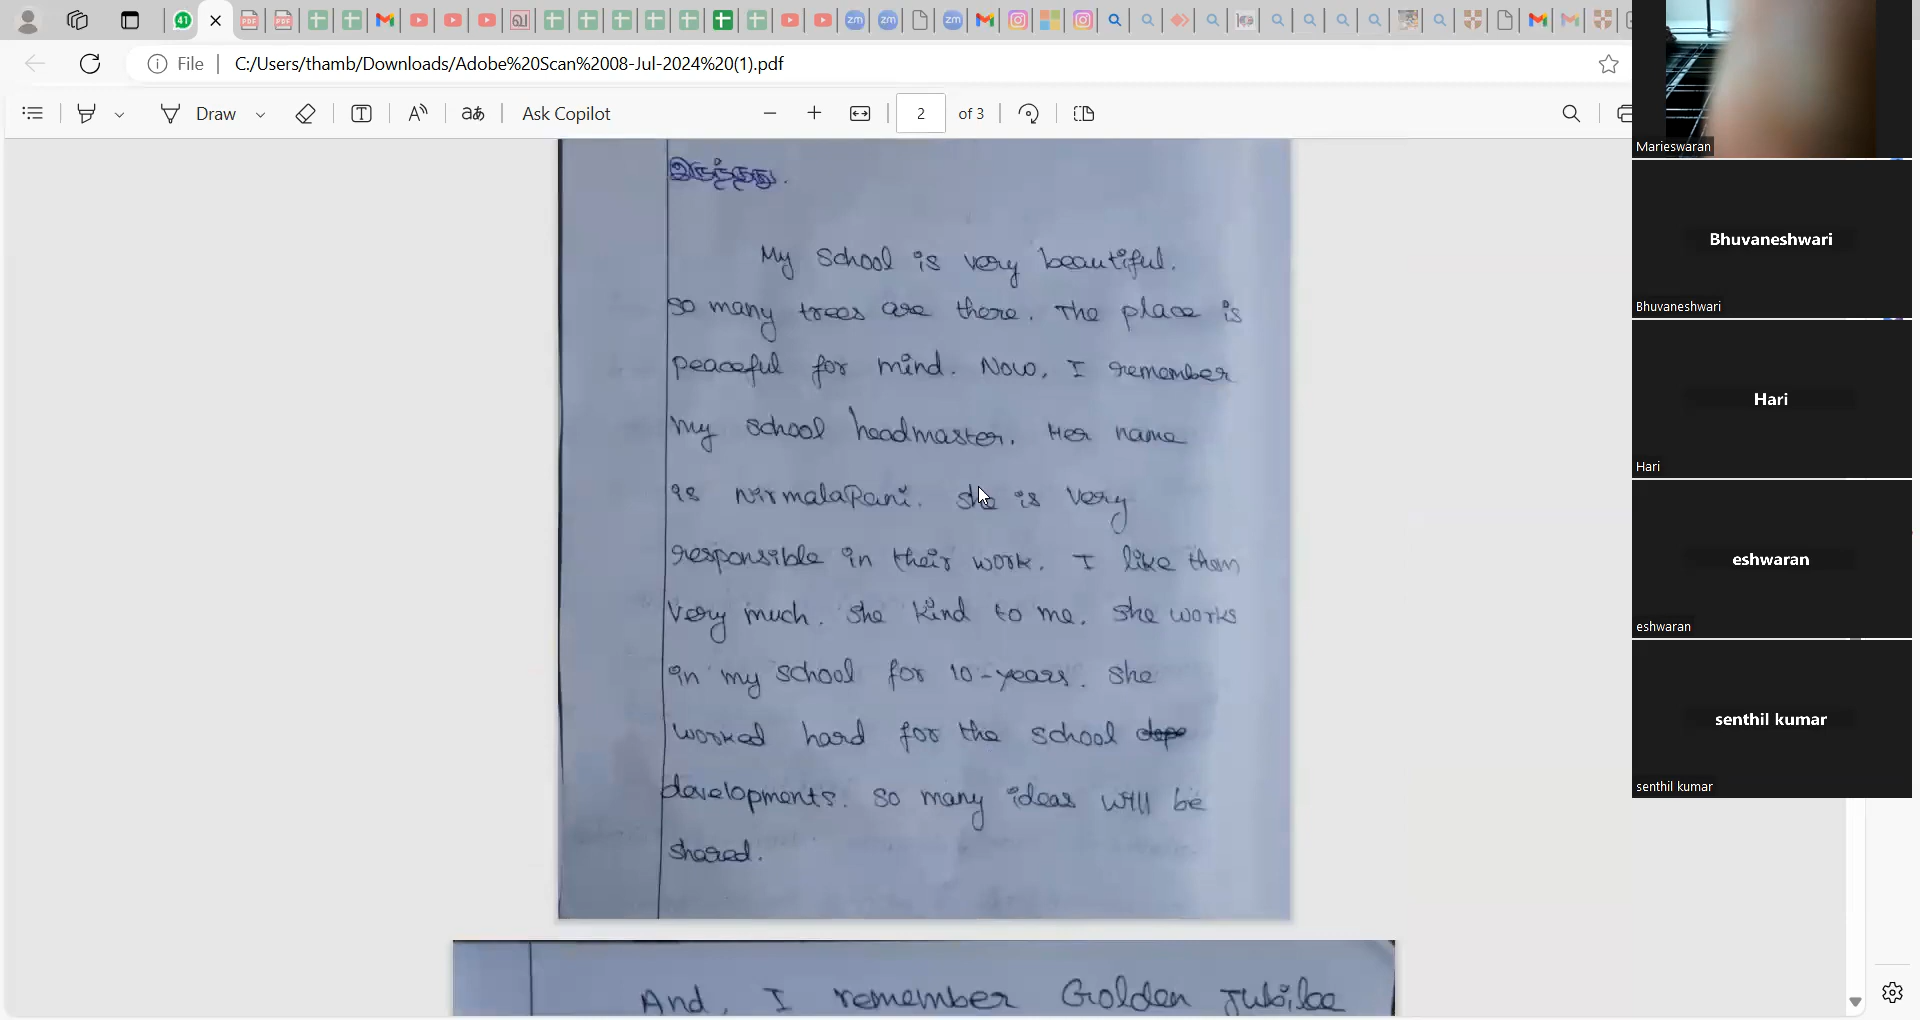 41
File
C:/Users/thamb/Downloads/Adobe%20Scan%2008-Jul-2024%20(1).pdf
Draw
Ask Copilot
2 of 3
My school is very beautiful.
so many trees are there. The place is
peaceful for mind. Now, I remember
my school headmaster. Her name
is NirmalaRani. she is very
responsible in their work. I like them
very much. she kind to me. she works
in my school for 10-years. she
worked hard for the school
developments. so many ideas will be
shared.
And, I remember Golden Jubilee
Marieswaran
Bhuvaneshwari
Bhuvaneshwari
Hari
Hari
eshwaran
eshwaran
senthil kumar
senthil kumar